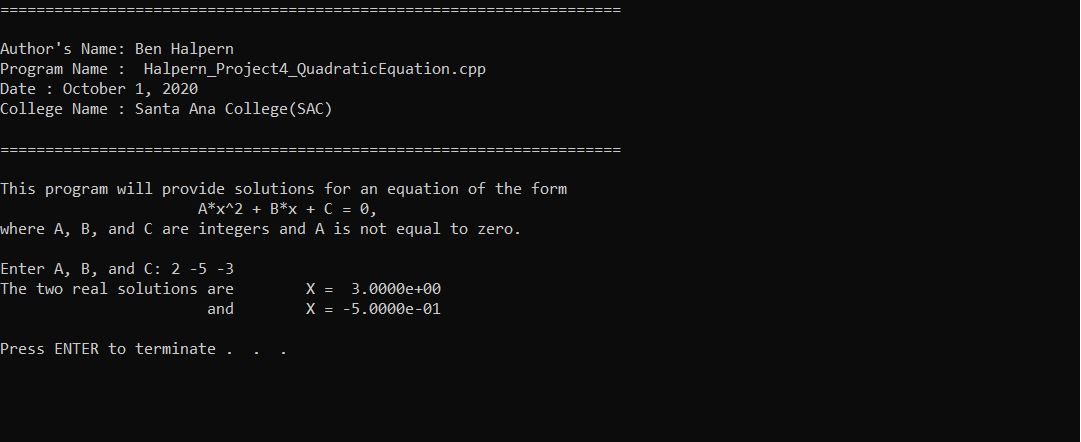 =====================================================================
Author's Name: Ben Halpern
Program Name :  Halpern_Project4_QuadraticEquation.cpp
Date : October 1, 2020
College Name : Santa Ana College(SAC)
=====================================================================
This program will provide solutions for an equation of the form
                      A*x^2 + B*x + C = 0,
where A, B, and C are integers and A is not equal to zero.
Enter A, B, and C: 2 -5 -3
The two real solutions are        X =  3.0000e+00
                       and        X = -5.0000e-01
Press ENTER to terminate .  .  .